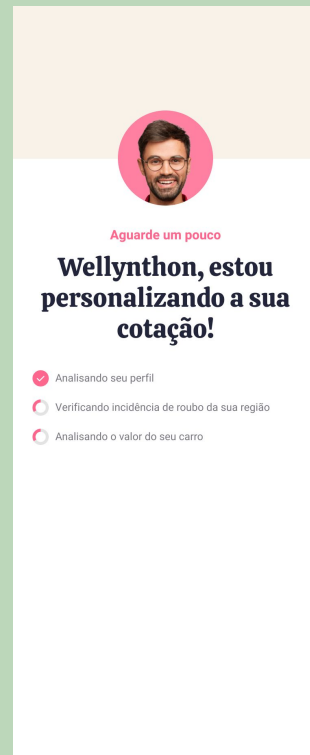 Aguarde um pouco
Wellynthon, estou
personalizando a sua
cotação!
Analisando seu perfil
Verificando incidência de roubo da sua região
Analisando o valor do seu carro